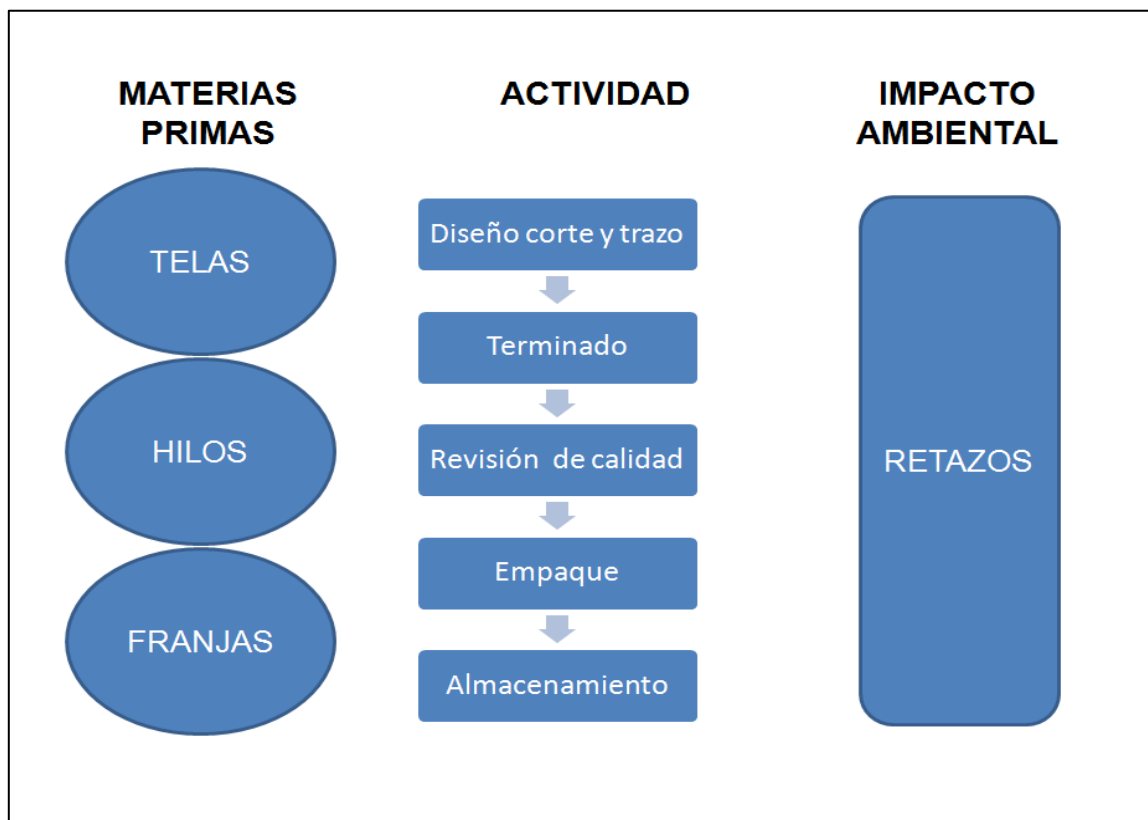 MATERIAS
PRIMAS
TELAS
HILOS
FRANJAS
ACTIVIDAD
Diseño corte y trazo
Terminado
Revisión de calidad
Empaque
Almacenamiento
IMPACTO
AMBIENTAL
RETAZOS